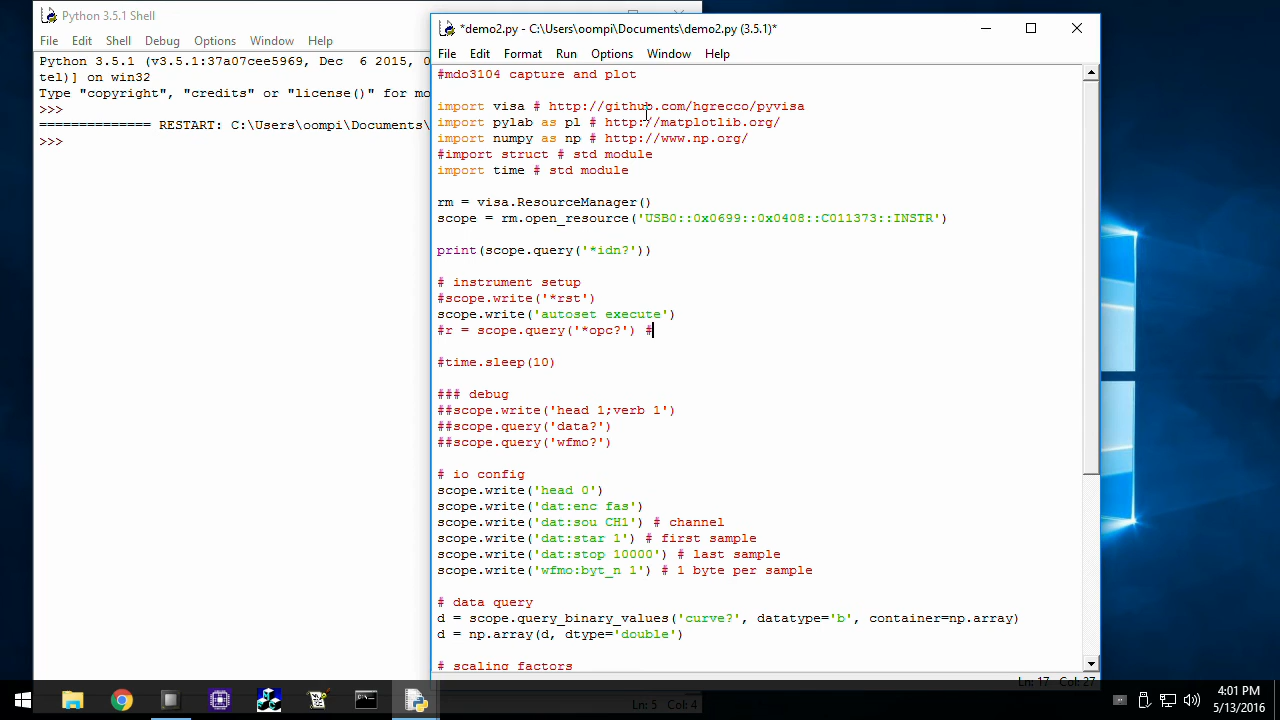 Python 3.5.1 Shell
File Edit Shell Debug Options Window Help
Python 3.5.1 (v3.5.1:37a07cee5969, Dec  6 2015, 0
tel)] on win32
Type "copyright", "credits" or "license()" for mo
>>>
============== RESTART: C:\Users\oompi\Documents\
>>>
*demo2.py - C:\Users\oompi\Documents\demo2.py (3.5.1)*
File Edit Format Run Options Window Help
#mdo3104 capture and plot
import visa # http://github.com/hgrecco/pyvisa
import pylab as pl # http://matplotlib.org/
import numpy as np # http://www.np.org/
#import struct # std module
import time # std module
rm = visa.ResourceManager()
scope = rm.open_resource('USB0::0x0699::0x0408::C011373::INSTR')
print(scope.query('*idn?'))
# instrument setup
#scope.write('*rst')
scope.write('autoset execute')
#r = scope.query('*opc?') #
#time.sleep(10)
### debug
##scope.write('head 1;verb 1')
##scope.query('data?')
##scope.query('wfmo?')
# io config
scope.write('head 0')
scope.write('dat:enc fas')
scope.write('dat:sou CH1') # channel
scope.write('dat:star 1') # first sample
scope.write('dat:stop 10000') # last sample
scope.write('wfmo:byt_n 1') # 1 byte per sample
# data query
d = scope.query_binary_values('curve?', datatype='b', container=np.array)
d = np.array(d, dtype='double')
# scaling factors
Ln: 17 Col: 27
Ln: 5 Col: 4
4:01 PM
5/13/2016